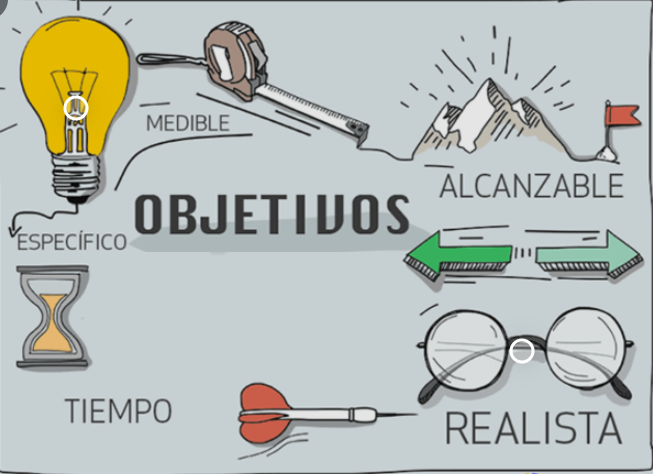 MEDIBLE
ALCANZABLE
OBJETIVOS
ESPECÍFICO
TIEMPO
REALISTA